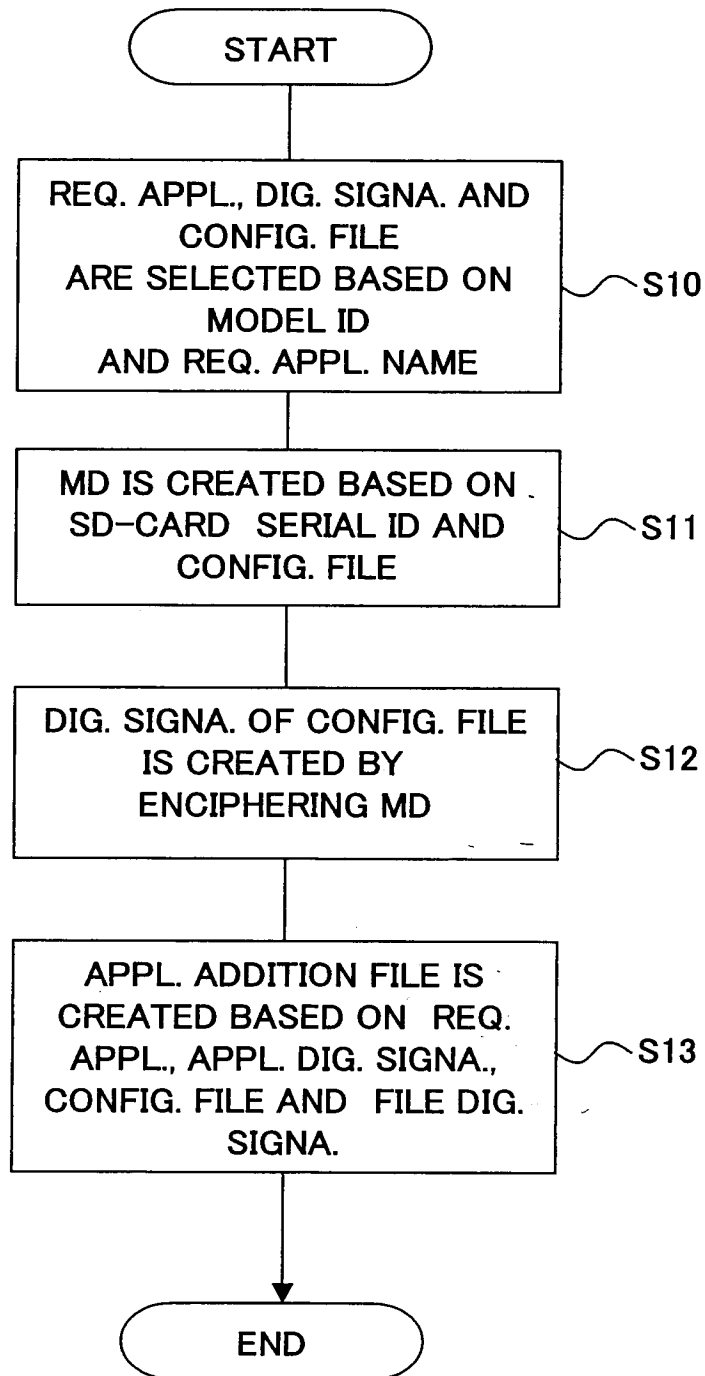 START
REQ. APPL., DIG. SIGNA. AND
CONFIG. FILE
ARE SELECTED BASED ON
MODEL ID
AND REQ. APPL. NAME
S10
MD IS CREATED BASED ON
SD-CARD SERIAL ID AND
CONFIG. FILE
S11
DIG. SIGNA. OF CONFIG. FILE
IS CREATED BY
ENCIPHERING MD
S12
APPL. ADDITION FILE IS
CREATED BASED ON REQ.
APPL., APPL. DIG. SIGNA.,
CONFIG. FILE AND FILE DIG.
SIGNA.
S13
END